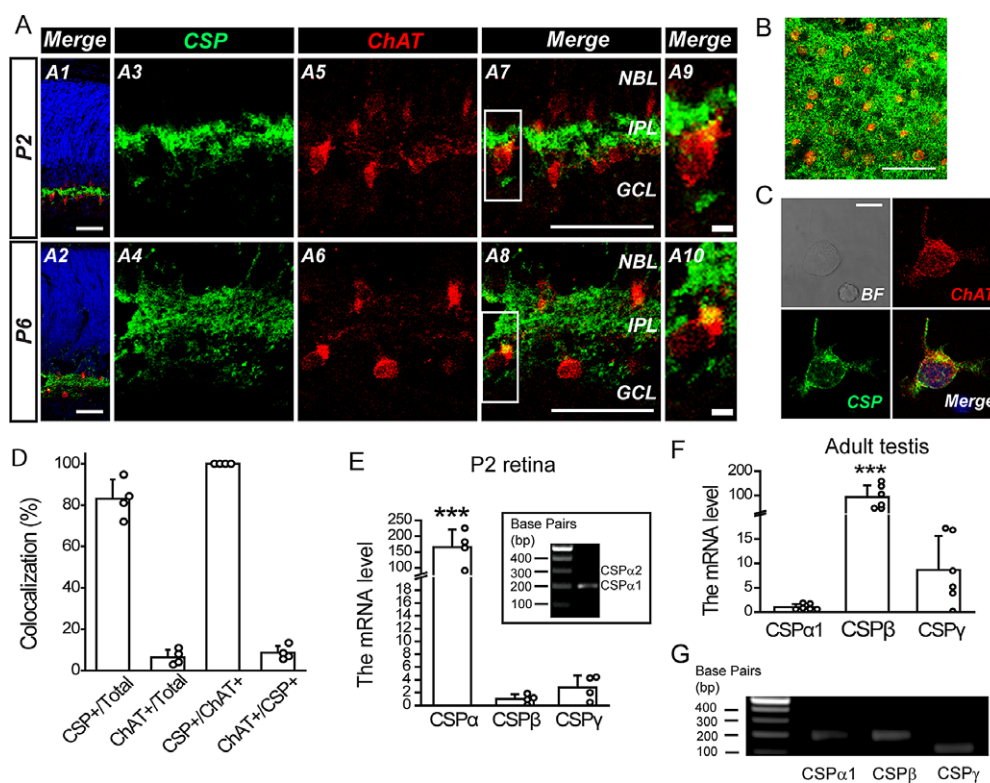 A
Merge CSP ChAT Merge Merge
P2
A1 A3 A5 A7 A9
NBL
IPL
GCL
P6
A2 A4 A6 A8 A10
NBL
IPL
GCL
B
C
BF
ChAT
CSP
Merge
D
Colocalization (%)
100
80
60
40
20
0
CSP+/Total
ChAT+/Total
CSP+/ChAT+
ChAT+/CSP+
E
P2 retina
The mRNA level
250
200
150
100
18
16
14
12
10
8
6
4
2
0
***
CSPα CSPβ CSPγ
Base Pairs
(bp)
400
300
200
100
CSPα2
CSPα1
F
Adult testis
The mRNA level
200
100
20
10
0
***
CSPα1 CSPβ CSPγ
G
Base Pairs
(bp)
400
300
200
100
CSPα1 CSPβ CSPγ